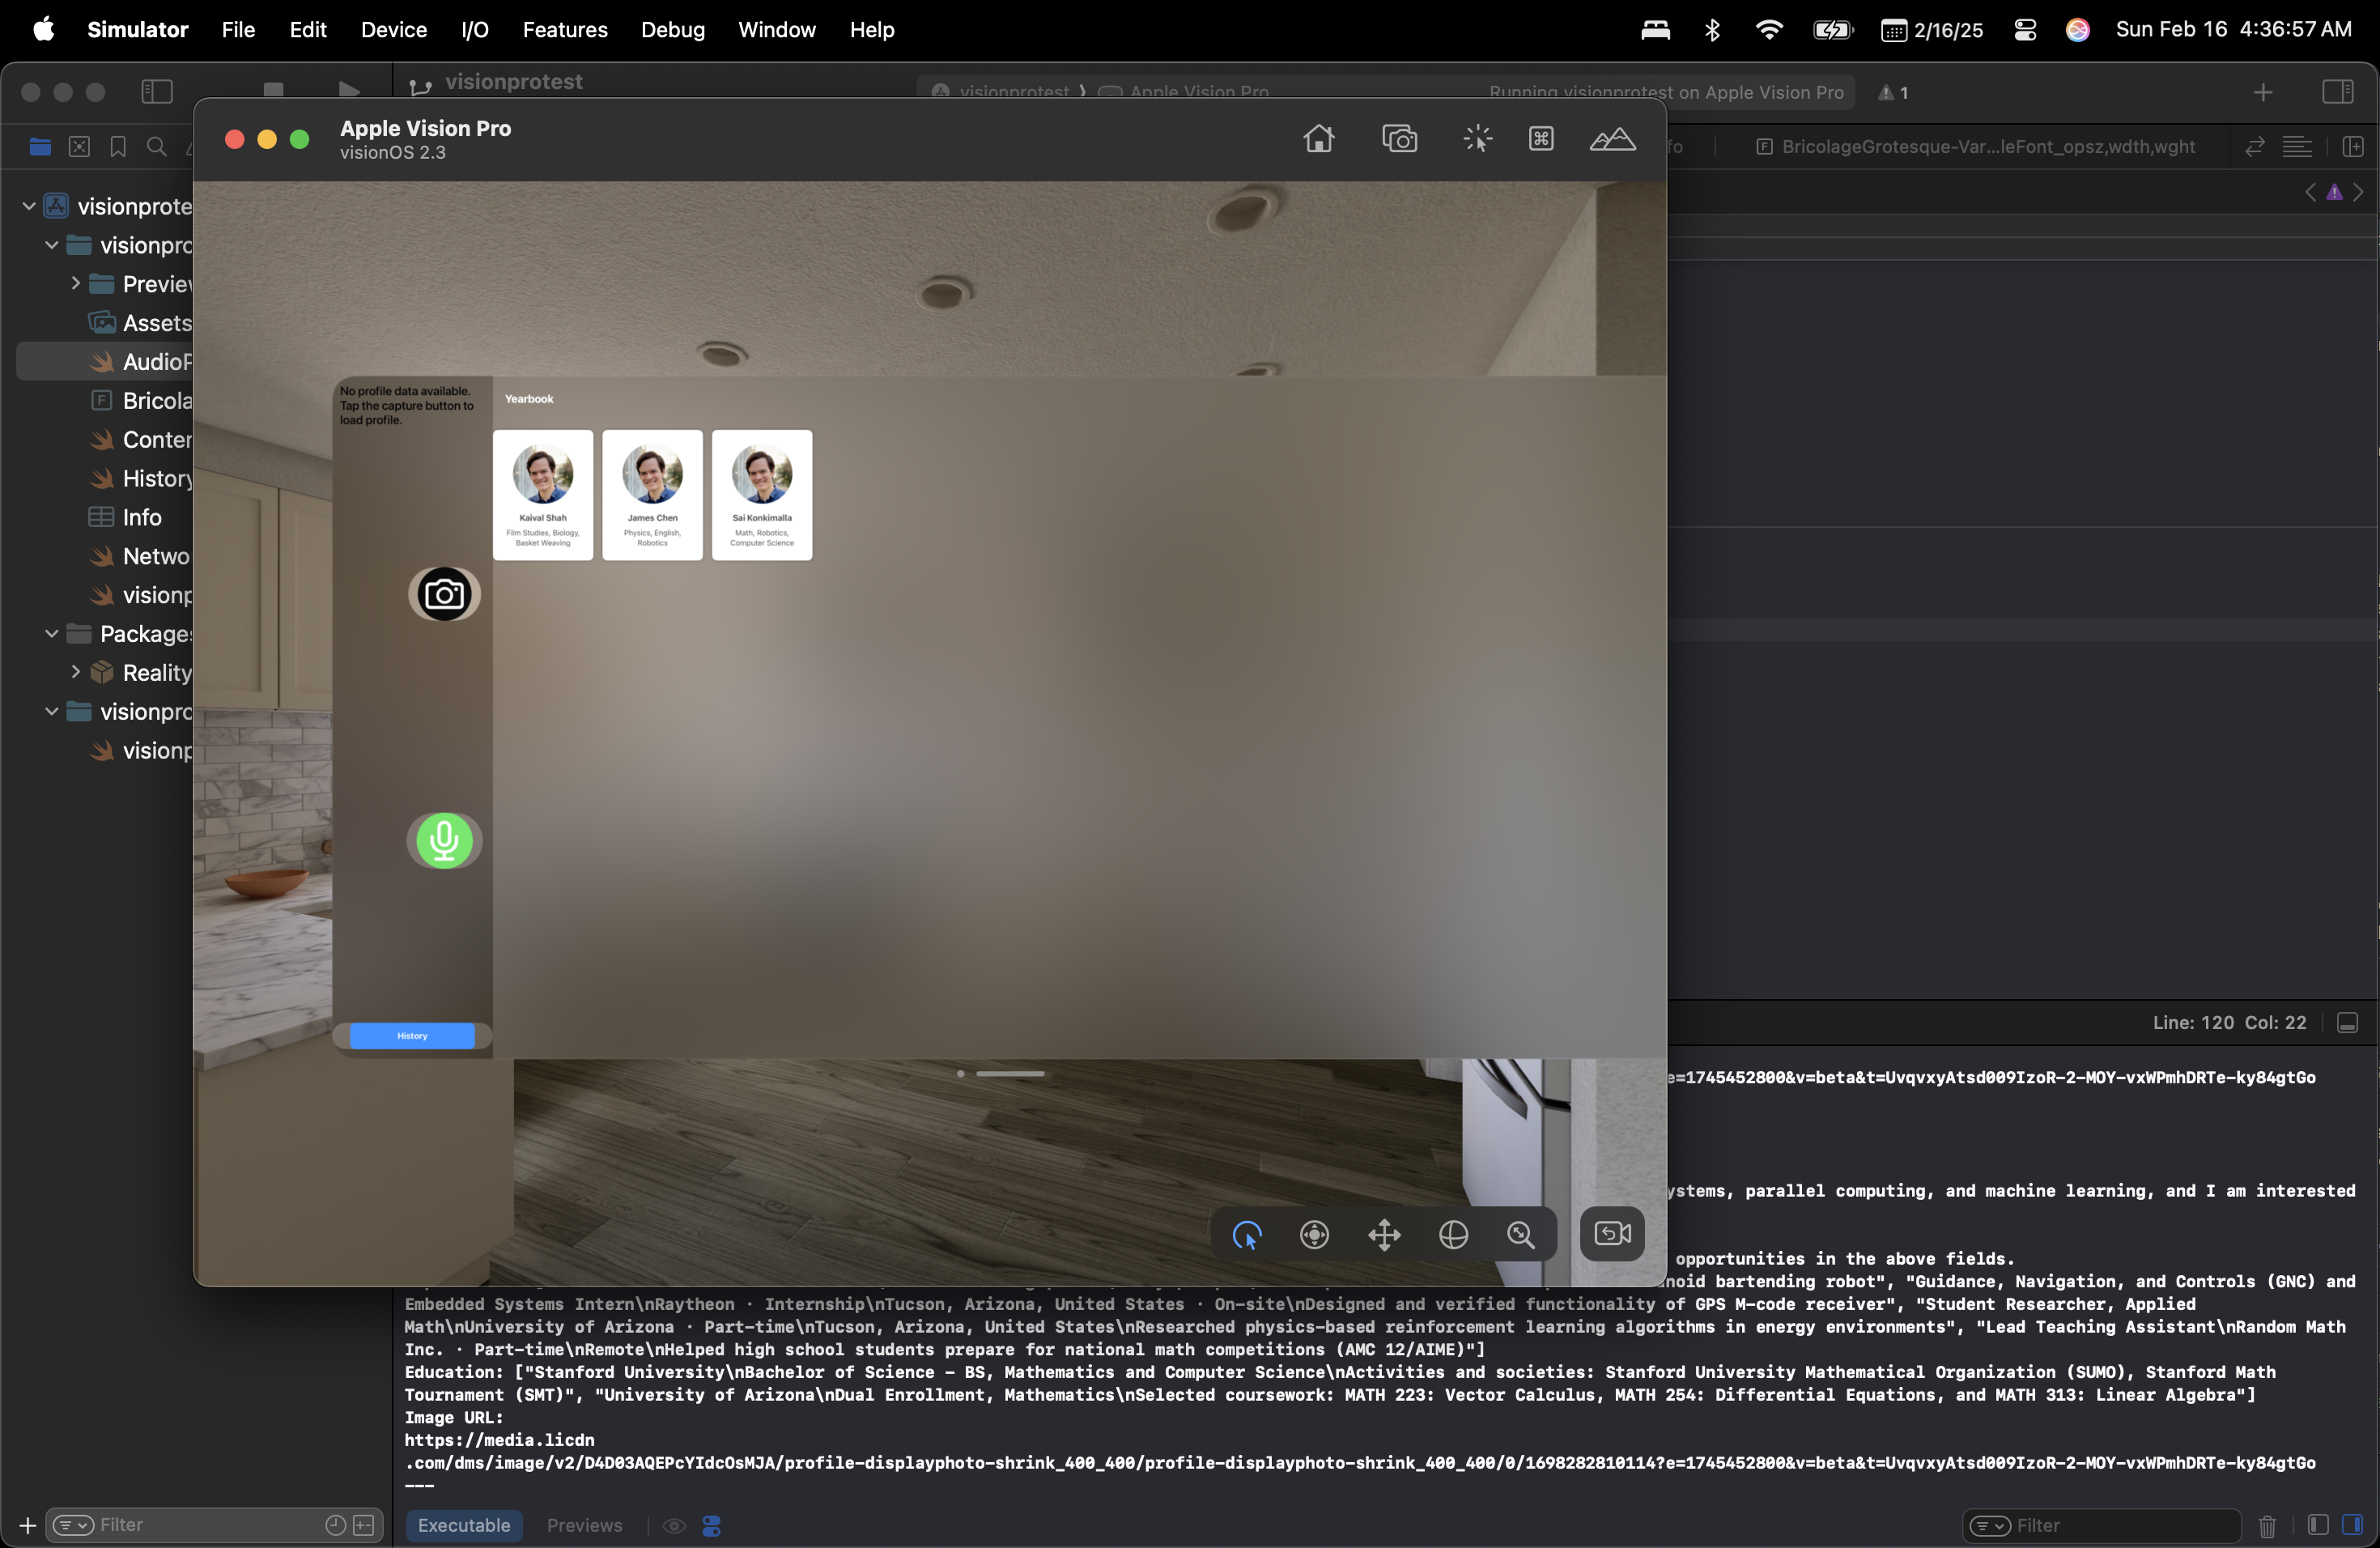 Simulator File Edit Device I/O Features Debug Window Help
2/16/25 Sun Feb 16 4:36:57 AM
visionprotest
visionprotest Apple Vision Pro
Running visionprotest on Apple Vision Pro
1
Apple Vision Pro
visionOS 2.3
fo
BricolageGrotesque-Var...leFont_opsz,wdth,wght
visionprote
visionpro
Preview
Assets
AudioP
Bricola
Conten
History
Info
Netwo
visionp
Packages
Reality
visionpro
visionp
No profile data available.
Tap the capture button to
load profile.
Yearbook
Kaival Shah
Film Studies, Biology,
Basket Weaving
James Chen
Physics, English,
Robotics
Sai Konkimalla
Math, Robotics,
Computer Science
History
Line: 120 Col: 22
e=1745452800&v=beta&t=UvqvxyAtsd009IzoR-2-MOY-vxWPmhDRTe-ky84gtGo
ystems, parallel computing, and machine learning, and I am interested
opportunities in the above fields.
noid bartending robot", "Guidance, Navigation, and Controls (GNC) and
Embedded Systems Intern\nRaytheon · Internship\nTucson, Arizona, United States · On-site\nDesigned and verified functionality of GPS M-code receiver", "Student Researcher, Applied
Math\nUniversity of Arizona · Part-time\nTucson, Arizona, United States\nResearched physics-based reinforcement learning algorithms in energy environments", "Lead Teaching Assistant\nRandom Math
Inc. · Part-time\nRemote\nHelped high school students prepare for national math competitions (AMC 12/AIME)"]
Education: ["Stanford University\nBachelor of Science - BS, Mathematics and Computer Science\nActivities and societies: Stanford University Mathematical Organization (SUMO), Stanford Math
Tournament (SMT)", "University of Arizona\nDual Enrollment, Mathematics\nSelected coursework: MATH 223: Vector Calculus, MATH 254: Differential Equations, and MATH 313: Linear Algebra"]
Image URL:
https://media.licdn
.com/dms/image/v2/D4D03AQEPcYIdcOsMJA/profile-displayphoto-shrink_400_400/profile-displayphoto-shrink_400_400/0/1698282810114?e=1745452800&v=beta&t=UvqvxyAtsd009IzoR-2-MOY-vxWPmhDRTe-ky84gtGo
---
Filter
Executable Previews
Filter